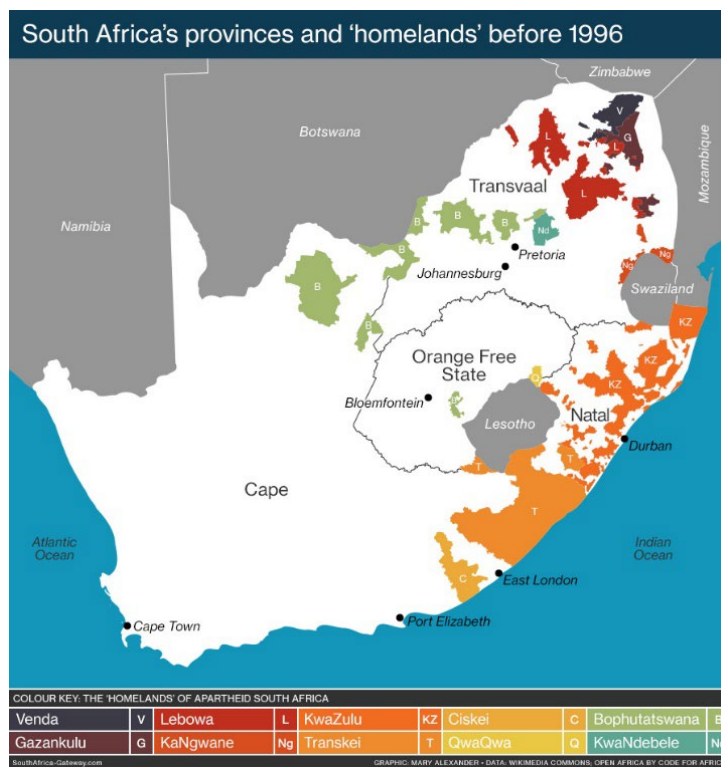 South Africa's provinces and 'homelands' before 1996
Zimbabwe
Botswana
Mozambique
Namibia
V
L
G
L
L
Transvaal
B
B
B
Nd
Pretoria
B
Ng
Ng
Johannesburg
B
Swaziland
KZ
B
KZ
Orange Free
State
Q
KZ
Bloemfontein
B
Natal
Lesotho
Durban
T
T
Cape
T
Atlantic
Ocean
Indian
Ocean
C
East London
Port Elizabeth
Cape Town
COLOUR KEY: THE 'HOMELANDS' OF APARTHEID SOUTH AFRICA
Venda V Lebowa L KwaZulu KZ Ciskei C Bophutatswana B
Gazankulu G KaNgwane Ng Transkei T QwaQwa Q KwaNdebele Nd
SouthAfrica-Gateway.com GRAPHIC: MARY ALEXANDER • DATA: WIKIMEDIA COMMONS; OPEN AFRICA BY CODE FOR AFRIC